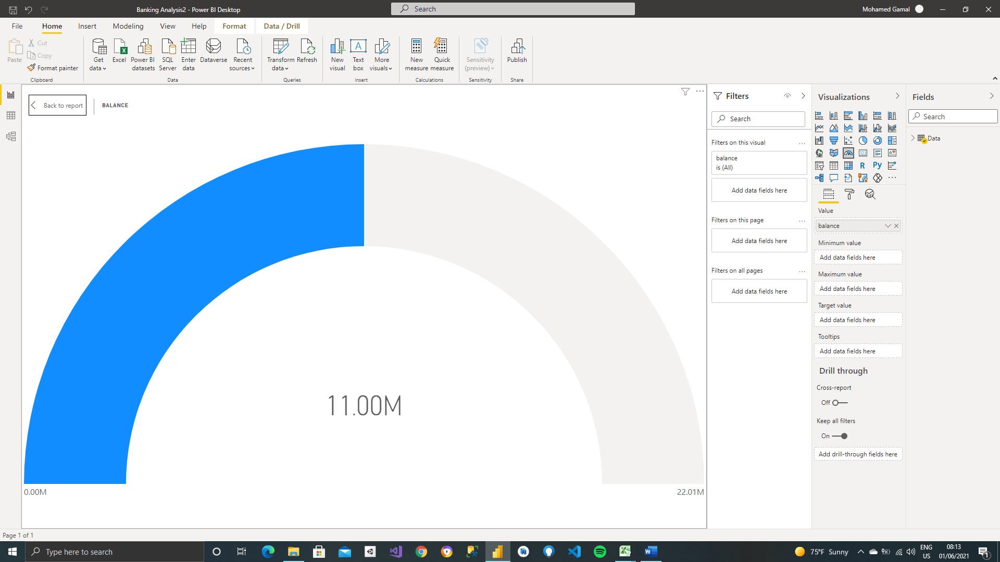 Banking Analysis2 - Power BI Desktop
Search
Mohamed Gamal
File
Home
Insert
Modeling
View
Help
Format
Data / Drill
Paste
Cut
Copy
Format painter
Clipboard
Get data
Excel
Power BI datasets
SQL Server
Enter data
Dataverse
Recent sources
Data
Transform data
Refresh
Queries
New visual
Text box
More visuals
Insert
New measure
Quick measure
Calculations
Sensitivity (preview)
Sensitivity
Publish
Share
Back to report
BALANCE
11.00M
0.00M
22.01M
Filters
Search
Filters on this visual
balance
is (All)
Add data fields here
Filters on this page
Add data fields here
Filters on all pages
Add data fields here
Visualizations
R
Py
Value
balance
Minimum value
Add data fields here
Maximum value
Add data fields here
Target value
Add data fields here
Tooltips
Add data fields here
Drill through
Cross-report
Off
Keep all filters
On
Add drill-through fields here
Fields
Search
Data
Page 1 of 1
Type here to search
75°F Sunny
ENG
US
08:13
01/06/2021
1